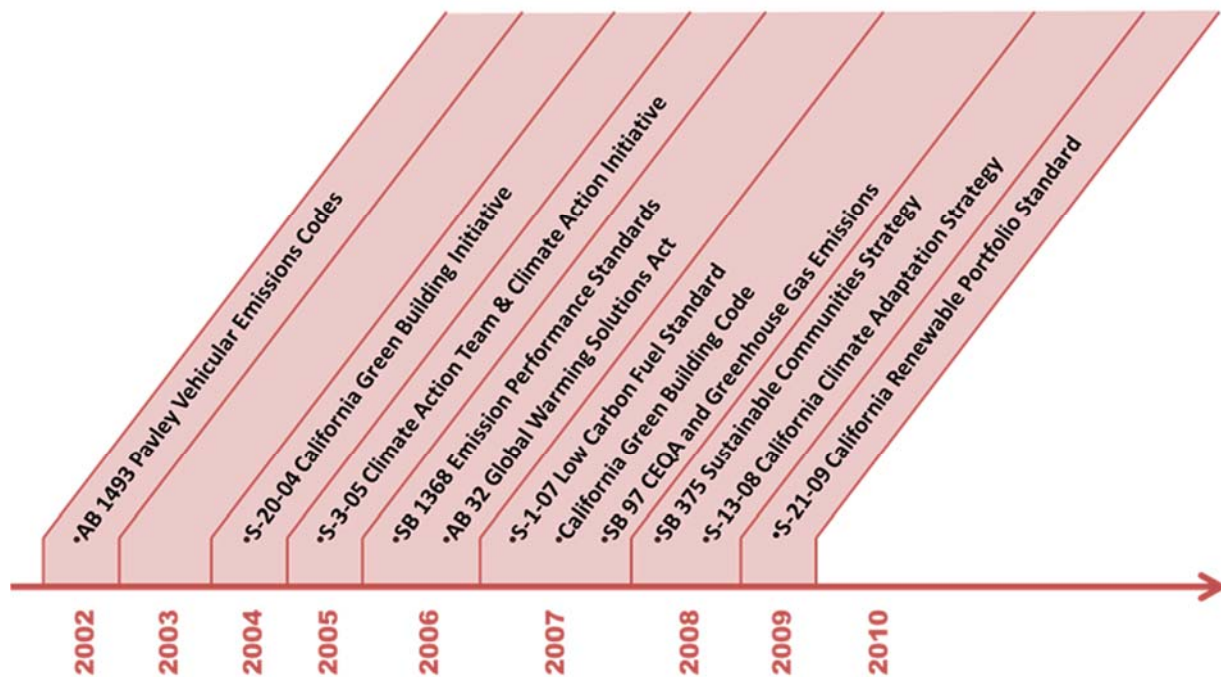 •AB 1493 Pavley Vehicular Emissions Codes
•S-20-04 California Green Building Initiative
•S-3-05 Climate Action Team & Climate Action Initiative
•SB 1368 Emission Performance Standards
•AB 32 Global Warming Solutions Act
•S-1-07 Low Carbon Fuel Standard
•California Green Building Code
•SB 97 CEQA and Greenhouse Gas Emissions
•SB 375 Sustainable Communities Strategy
•S-13-08 California Climate Adaptation Strategy
•S-21-09 California Renewable Portfolio Standard
2002
2003
2004
2005
2006
2007
2008
2009
2010